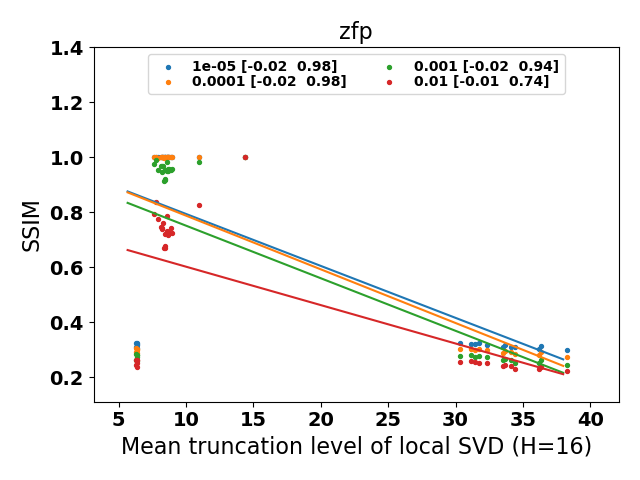 zfp
1e-05 [-0.02  0.98]
0.0001 [-0.02  0.98]
0.001 [-0.02  0.94]
0.01 [-0.01  0.74]
1.4
1.2
1.0
0.8
0.6
0.4
0.2
SSIM
5 10 15 20 25 30 35 40
Mean truncation level of local SVD (H=16)